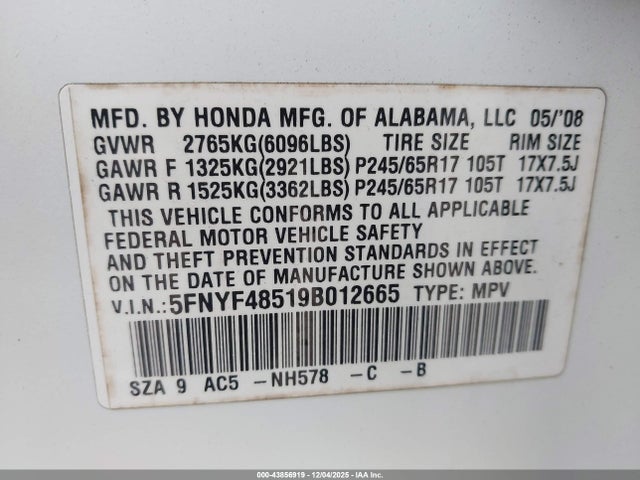 MFD. BY HONDA MFG. OF ALABAMA, LLC 05/'08
GVWR 2765KG(6096LBS) TIRE SIZE RIM SIZE
GAWR F 1325KG(2921LBS) P245/65R17 105T 17X7.5J
GAWR R 1525KG(3362LBS) P245/65R17 105T 17X7.5J
THIS VEHICLE CONFORMS TO ALL APPLICABLE
FEDERAL MOTOR VEHICLE SAFETY
AND THEFT PREVENTION STANDARDS IN EFFECT
ON THE DATE OF MANUFACTURE SHOWN ABOVE.
V.I.N.:5FNYF48519B012665 TYPE: MPV
SZA 9 AC5 -NH578 -C -B
000-43856919 - 12/04/2025 - IAA Inc.